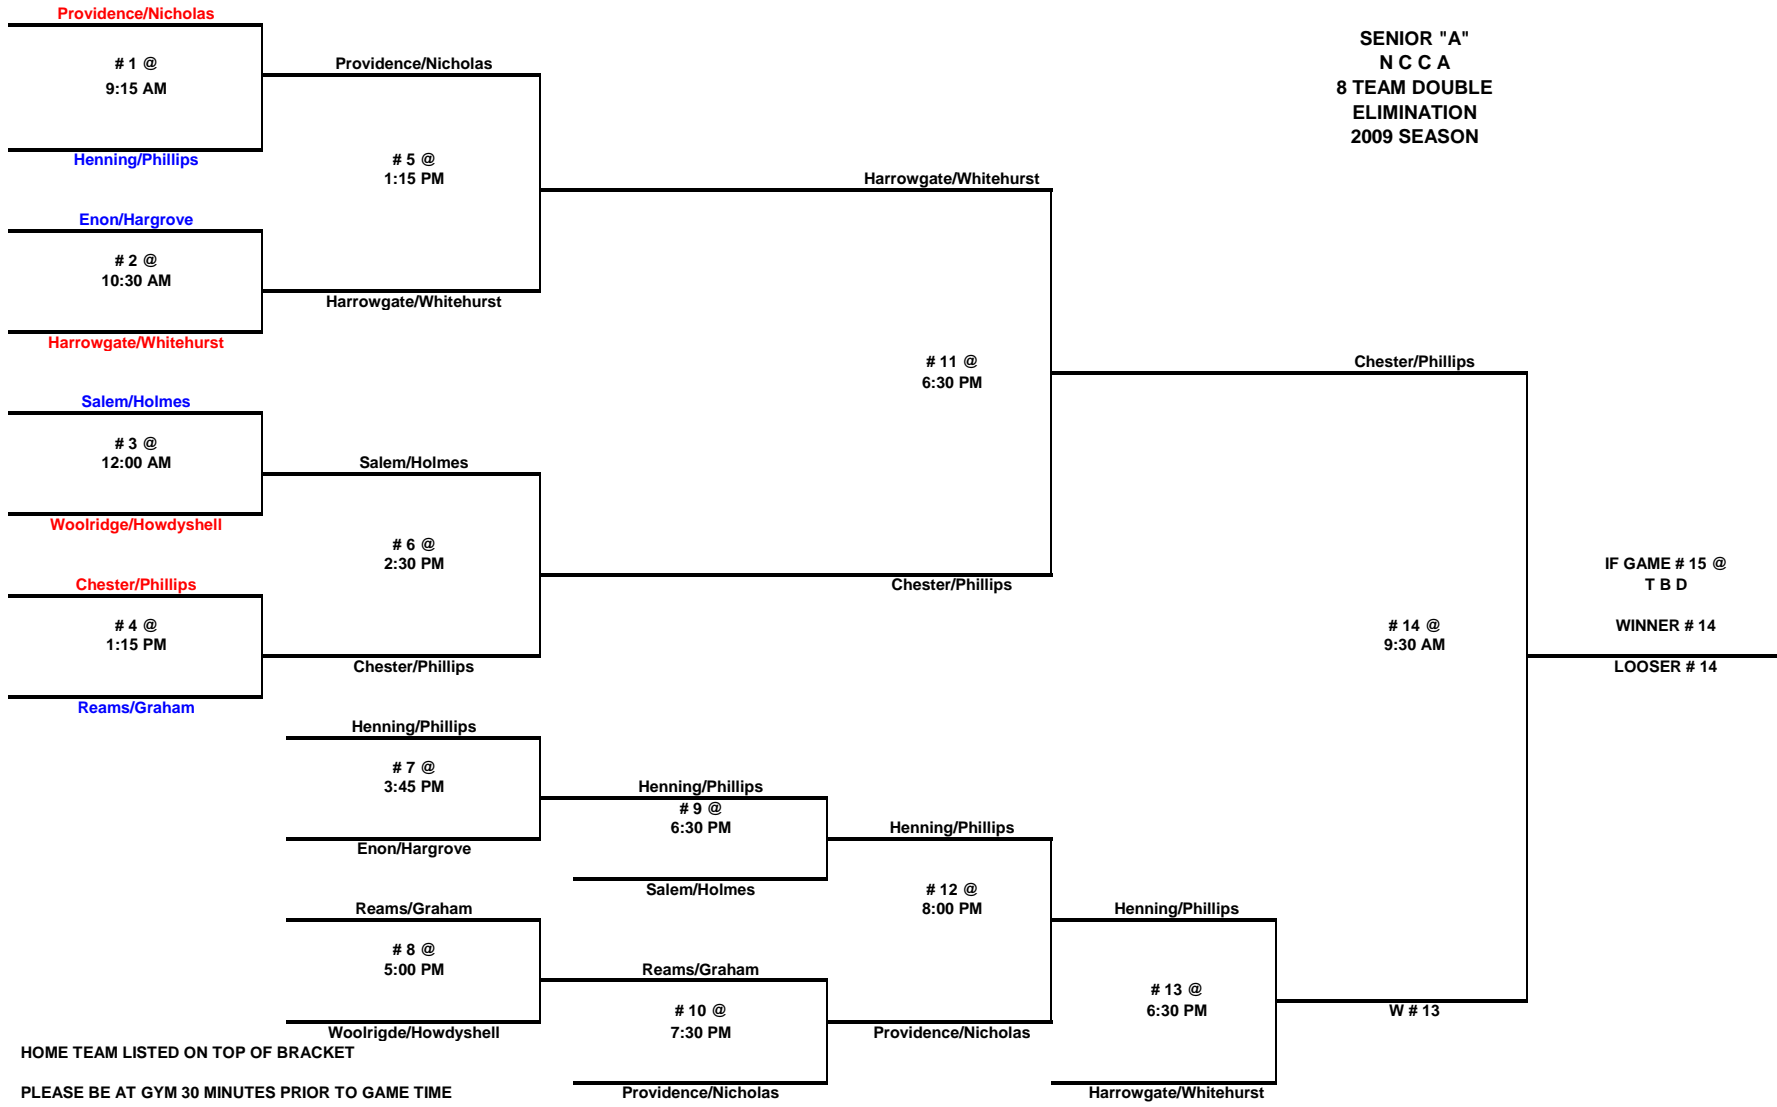 Providence/Nicholas
SENIOR "A"
N C C A
8 TEAM DOUBLE
ELIMINATION
2009 SEASON
# 1 @
9:15 AM
Providence/Nicholas
Henning/Phillips
# 5 @
1:15 PM
Harrowgate/Whitehurst
Enon/Hargrove
# 2 @
10:30 AM
Harrowgate/Whitehurst
Harrowgate/Whitehurst
# 11 @
6:30 PM
Chester/Phillips
Salem/Holmes
# 3 @
12:00 AM
Salem/Holmes
Woolridge/Howdyshell
# 6 @
2:30 PM
Chester/Phillips
IF GAME # 15 @
T B D
WINNER # 14
LOOSER # 14
Chester/Phillips
# 4 @
1:15 PM
# 14 @
9:30 AM
Chester/Phillips
Reams/Graham
Henning/Phillips
# 7 @
3:45 PM
Henning/Phillips
# 9 @
6:30 PM
Henning/Phillips
Enon/Hargrove
Salem/Holmes
# 12 @
8:00 PM
Henning/Phillips
Reams/Graham
# 8 @
5:00 PM
Reams/Graham
# 13 @
6:30 PM
W # 13
# 10 @
7:30 PM
Woolrigde/Howdyshell
Providence/Nicholas
HOME TEAM LISTED ON TOP OF BRACKET
PLEASE BE AT GYM 30 MINUTES PRIOR TO GAME TIME
Providence/Nicholas
Harrowgate/Whitehurst